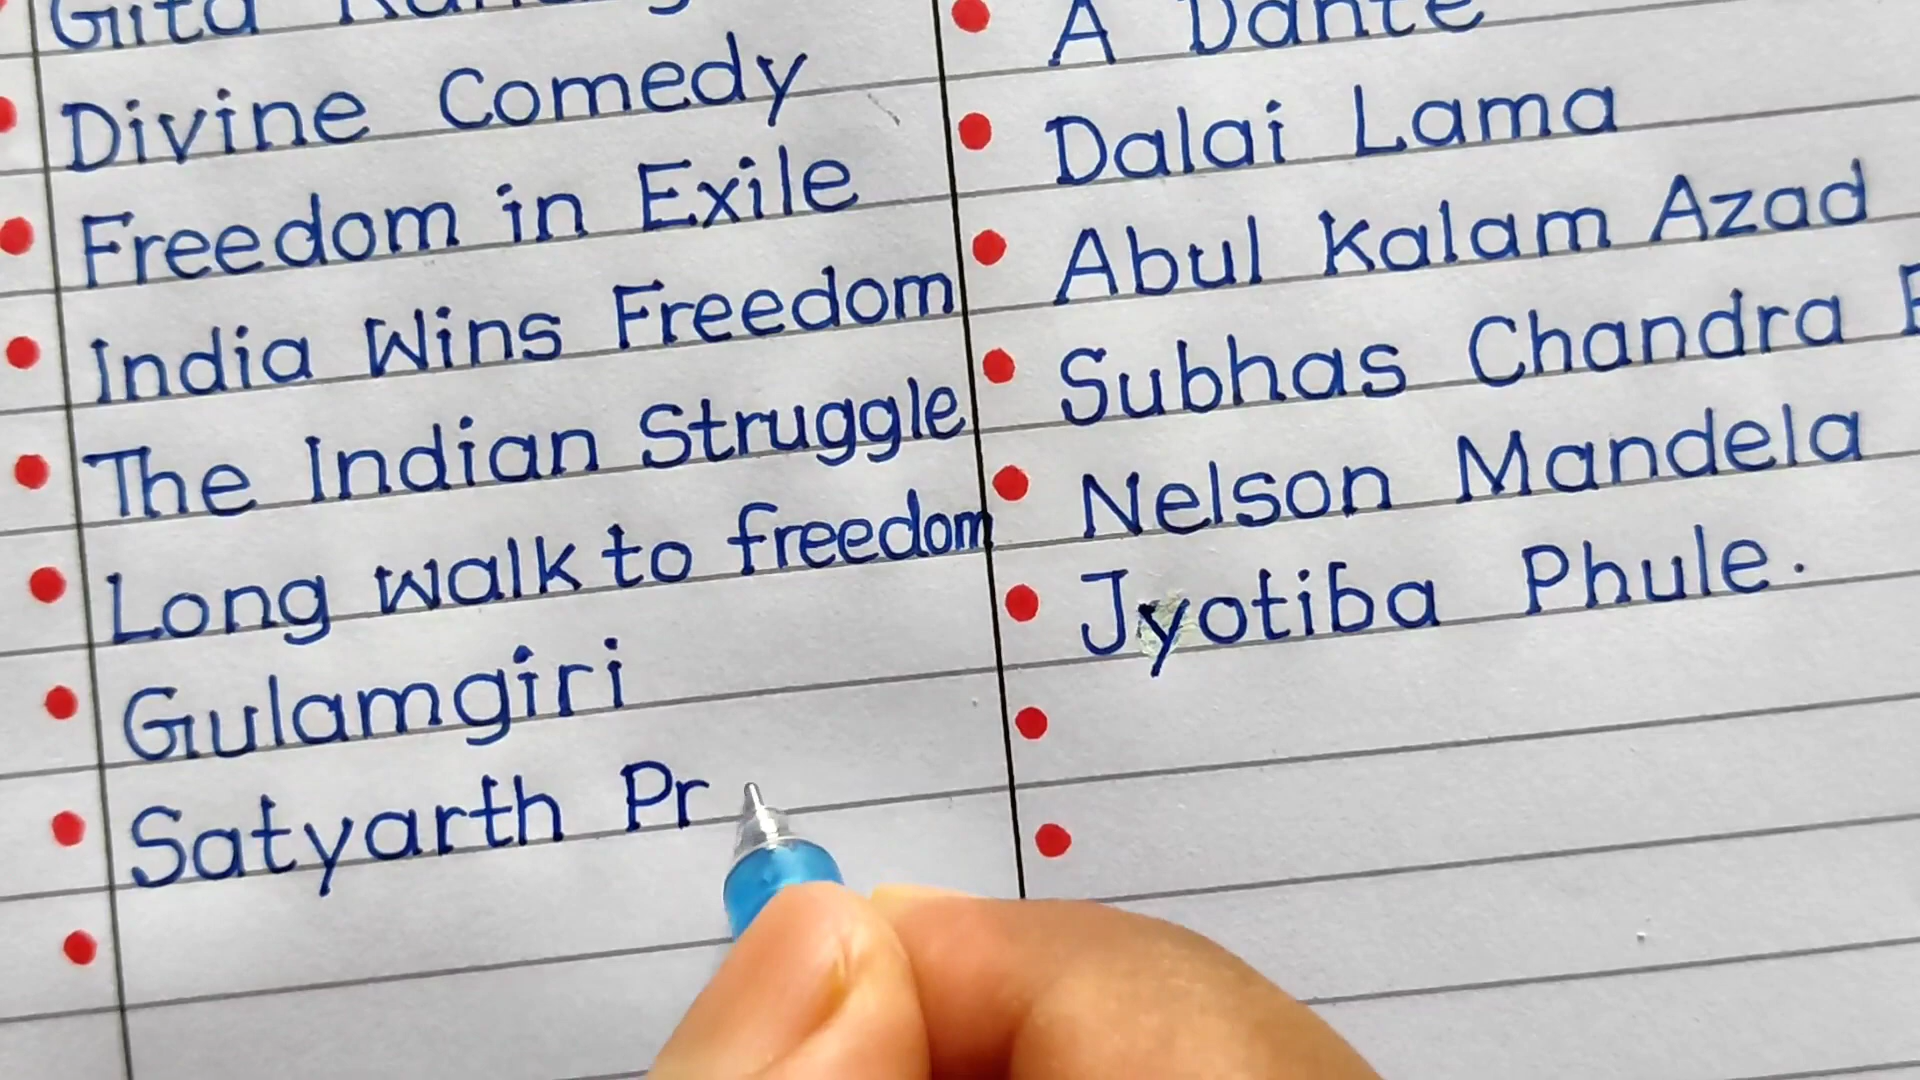 Divine Comedy
A Dante
Freedom in Exile
Dalai Lama
India Wins Freedom
Abul Kalam Azad
The Indian Struggle
Subhas Chandra
Long walk to freedom
Nelson Mandela
Gulamgiri
Jyotiba Phule.
Satyarth Pr